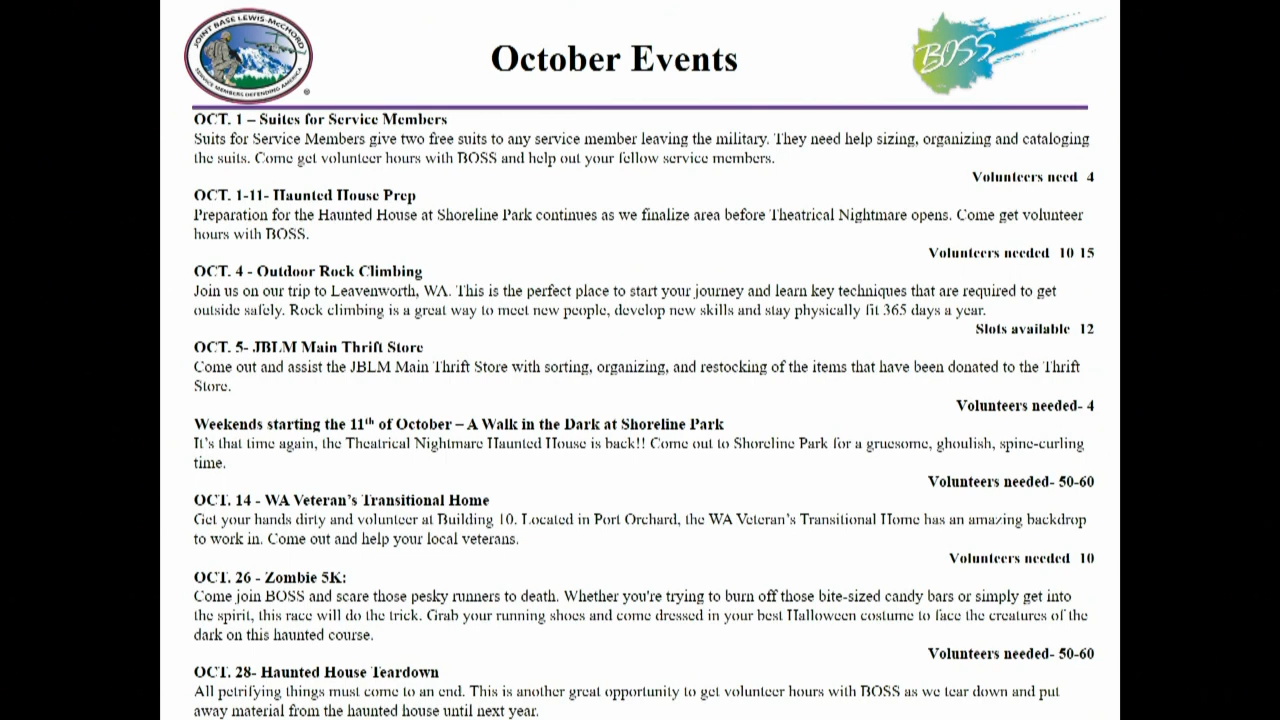 JOINT BASE LEWIS-McCHORD
SERVICE MEMBERS DEFENDING AMERICA
®
October Events
BOSS
OCT. 1 – Suites for Service Members
Suits for Service Members give two free suits to any service member leaving the military. They need help sizing, organizing and cataloging
the suits. Come get volunteer hours with BOSS and help out your fellow service members.
Volunteers need 4
OCT. 1-11- Haunted House Prep
Preparation for the Haunted House at Shoreline Park continues as we finalize area before Theatrical Nightmare opens. Come get volunteer
hours with BOSS.
Volunteers needed 10 15
OCT. 4 - Outdoor Rock Climbing
Join us on our trip to Leavenworth, WA. This is the perfect place to start your journey and learn key techniques that are required to get
outside safely. Rock climbing is a great way to meet new people, develop new skills and stay physically fit 365 days a year.
Slots available 12
OCT. 5- JBLM Main Thrift Store
Come out and assist the JBLM Main Thrift Store with sorting, organizing, and restocking of the items that have been donated to the Thrift
Store.
Volunteers needed- 4
Weekends starting the 11th of October – A Walk in the Dark at Shoreline Park
It's that time again, the Theatrical Nightmare Haunted House is back!! Come out to Shoreline Park for a gruesome, ghoulish, spine-curling
time.
Volunteers needed- 50-60
OCT. 14 - WA Veteran's Transitional Home
Get your hands dirty and volunteer at Building 10. Located in Port Orchard, the WA Veteran's Transitional Home has an amazing backdrop
to work in. Come out and help your local veterans.
Volunteers needed 10
OCT. 26 - Zombie 5K:
Come join BOSS and scare those pesky runners to death. Whether you're trying to burn off those bite-sized candy bars or simply get into
the spirit, this race will do the trick. Grab your running shoes and come dressed in your best Halloween costume to face the creatures of the
dark on this haunted course.
Volunteers needed- 50-60
OCT. 28- Haunted House Teardown
All petrifying things must come to an end. This is another great opportunity to get volunteer hours with BOSS as we tear down and put
away material from the haunted house until next year.